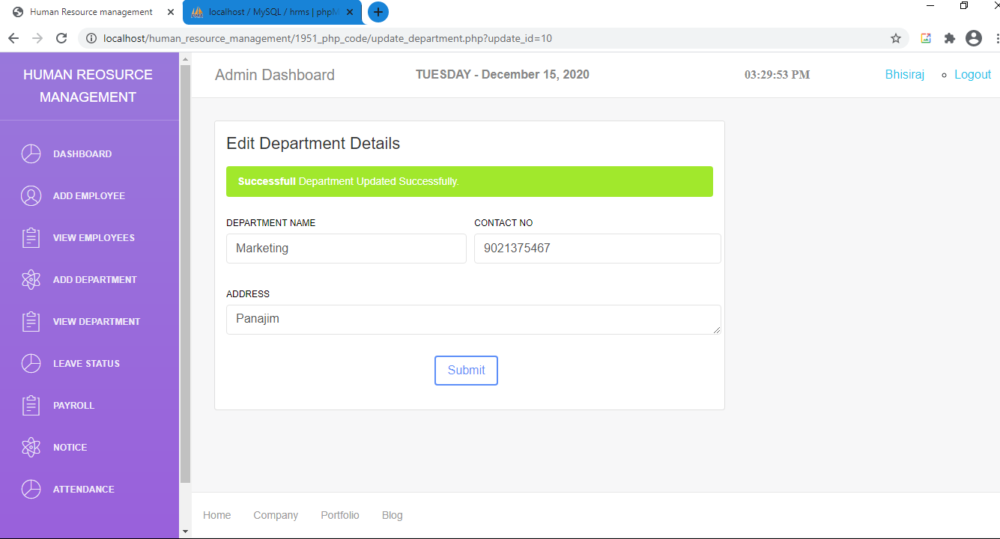 Human Resource management
localhost / MySQL / hrms | phpM
localhost/human_resource_management/1951_php_code/update_department.php?update_id=10
HUMAN REOSURCE
MANAGEMENT
DASHBOARD
ADD EMPLOYEE
VIEW EMPLOYEES
ADD DEPARTMENT
VIEW DEPARTMENT
LEAVE STATUS
PAYROLL
NOTICE
ATTENDANCE
Admin Dashboard
TUESDAY - December 15, 2020
03:29:53 PM
Bhisiraj
Logout
Edit Department Details
Successfull Department Updated Successfully.
DEPARTMENT NAME
CONTACT NO
Marketing
9021375467
ADDRESS
Panajim
Submit
Home Company Portfolio Blog